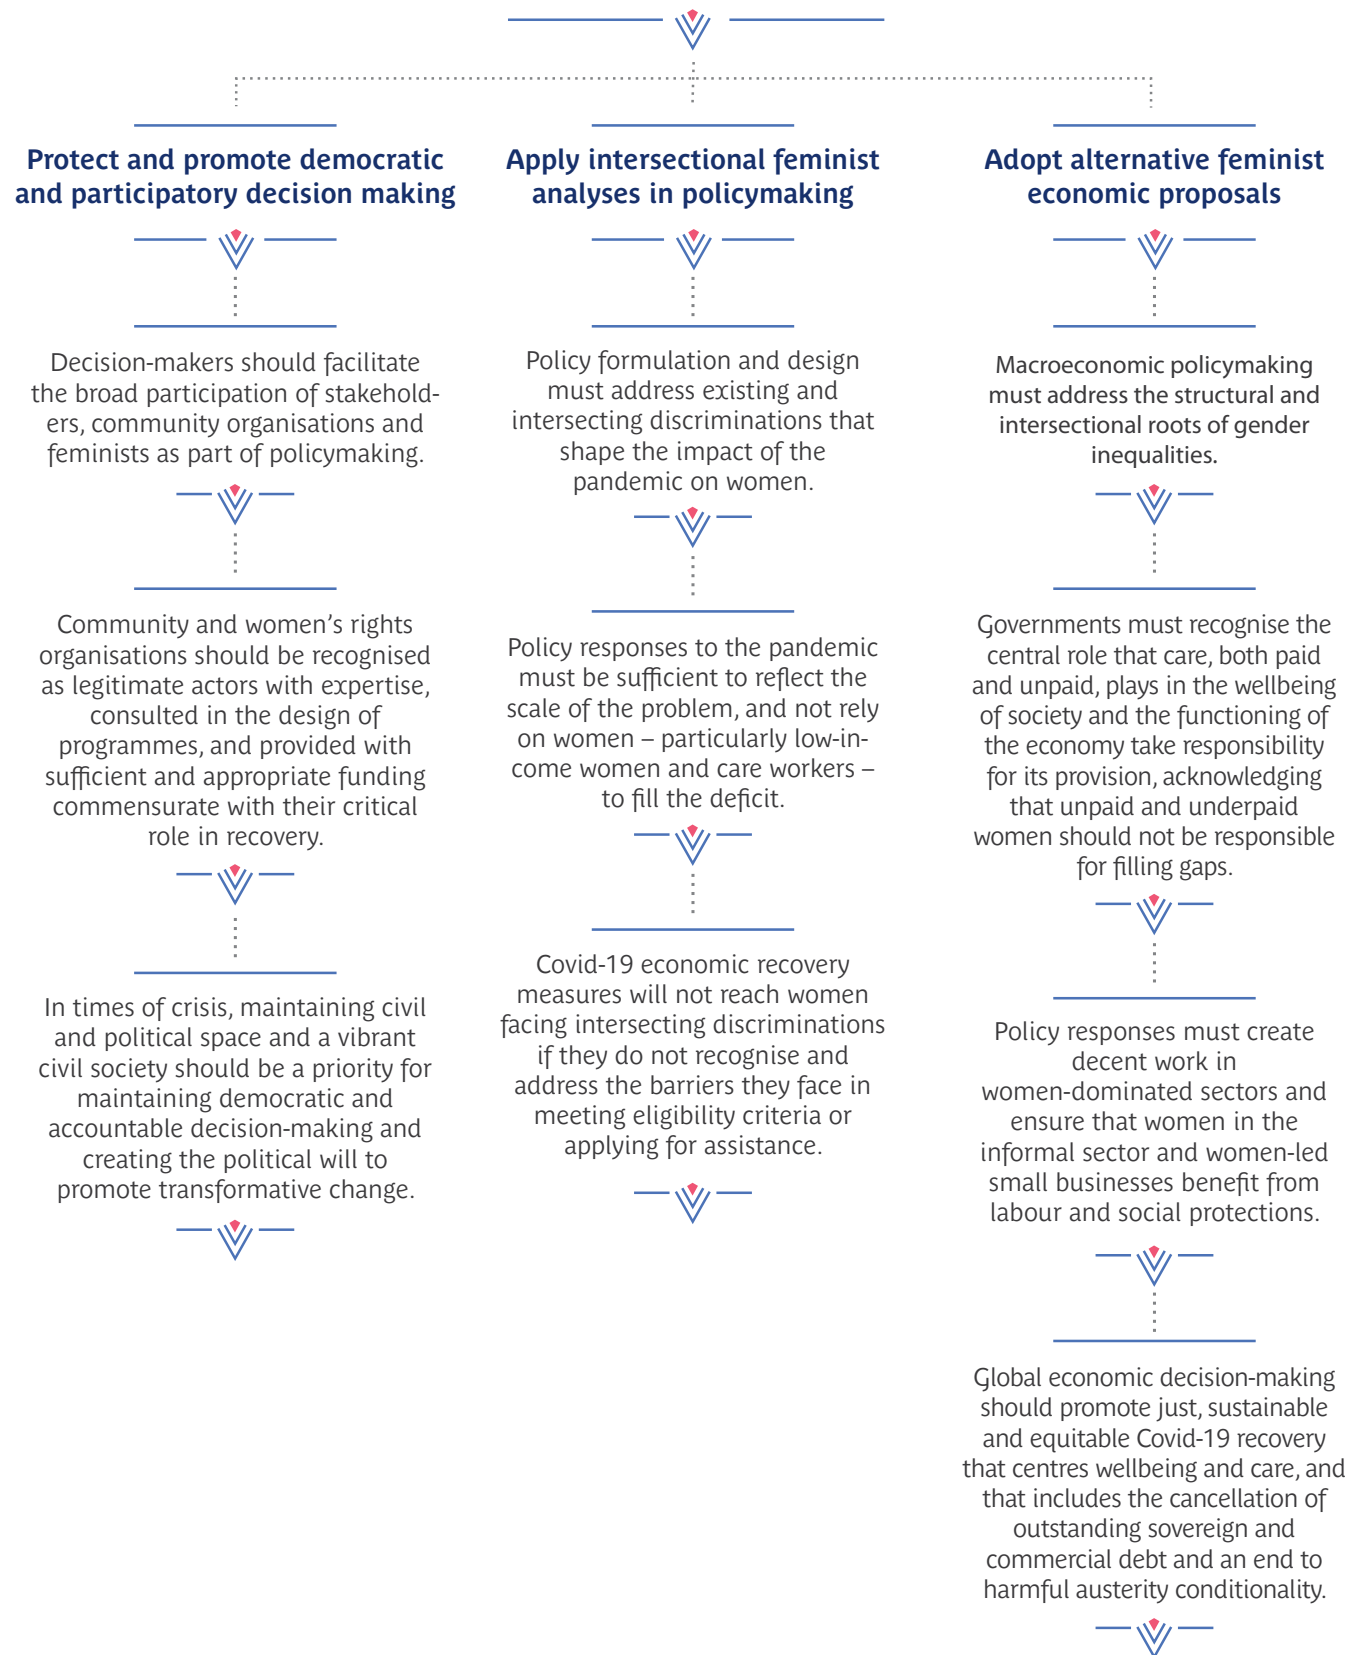 Protect and promote democratic
and participatory decision making
Decision-makers should facilitate
the broad participation of stakehold-
ers, community organisations and
feminists as part of policymaking.
Community and women's rights
organisations should be recognised
as legitimate actors with expertise,
consulted in the design of
programmes, and provided with
sufficient and appropriate funding
commensurate with their critical
role in recovery.
In times of crisis, maintaining civil
and political space and a vibrant
civil society should be a priority for
maintaining democratic and
accountable decision-making and
creating the political will to
promote transformative change.
Apply intersectional feminist
analyses in policymaking
Policy formulation and design
must address existing and
intersecting discriminations that
shape the impact of the
pandemic on women.
Policy responses to the pandemic
must be sufficient to reflect the
scale of the problem, and not rely
on women – particularly low-in-
come women and care workers –
to fill the deficit.
Covid-19 economic recovery
measures will not reach women
facing intersecting discriminations
if they do not recognise and
address the barriers they face in
meeting eligibility criteria or
applying for assistance.
Adopt alternative feminist
economic proposals
Macroeconomic policymaking
must address the structural and
intersectional roots of gender
inequalities.
Governments must recognise the
central role that care, both paid
and unpaid, plays in the wellbeing
of society and the functioning of
the economy take responsibility
for its provision, acknowledging
that unpaid and underpaid
women should not be responsible
for filling gaps.
Policy responses must create
decent work in
women-dominated sectors and
ensure that women in the
informal sector and women-led
small businesses benefit from
labour and social protections.
Global economic decision-making
should promote just, sustainable
and equitable Covid-19 recovery
that centres wellbeing and care, and
that includes the cancellation of
outstanding sovereign and
commercial debt and an end to
harmful austerity conditionality.